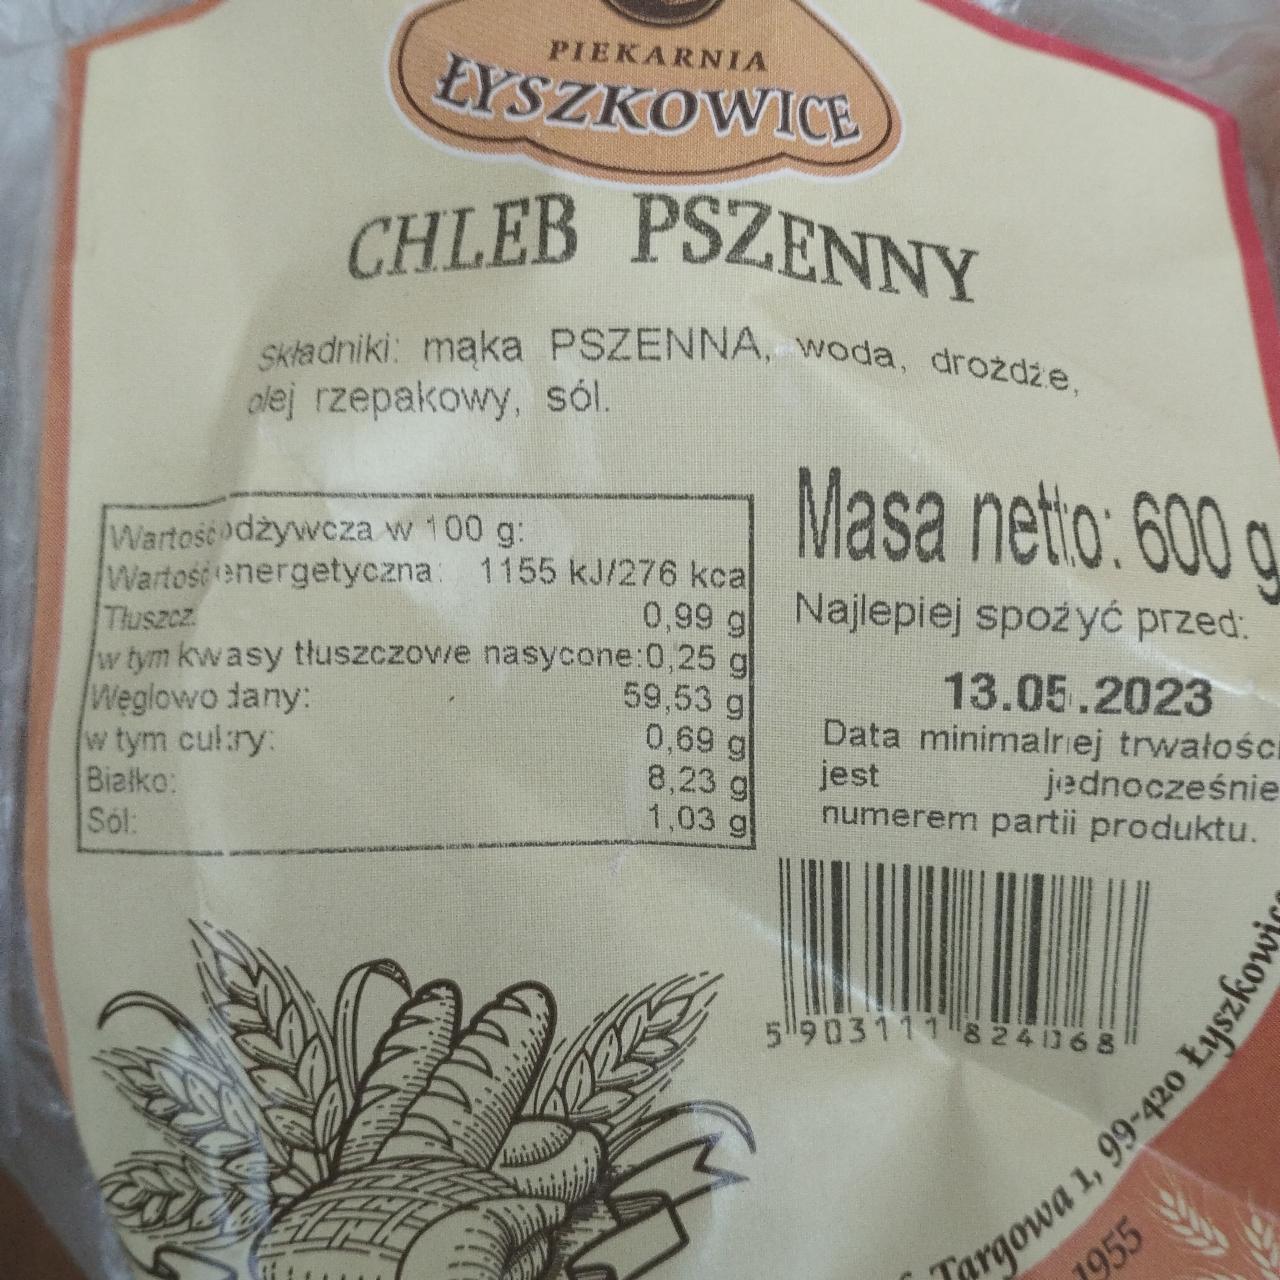 PIEKARNIA
ŁYSZKOWICE
CHLEB PSZENNY
Składniki: mąka PSZENNA, woda, drożdże,
olej rzepakowy, sól.
Wartość odżywcza w 100 g:
Wartość energetyczna: 1155 kJ/276 kca
Tłuszcz: 0,99 g
w tym kwasy tłuszczowe nasycone:0,25 g
Węglowodany: 59,53 g
w tym cukry: 0,69 g
Białko: 8,23 g
Sól: 1,03 g
Masa netto: 600 g
Najlepiej spożyć przed:
13.05.2023
Data minimalnej trwałości
jest jednocześnie
numerem partii produktu.
5 903111 824068
Targowa 1, 99-420 Łyszkowice
1955